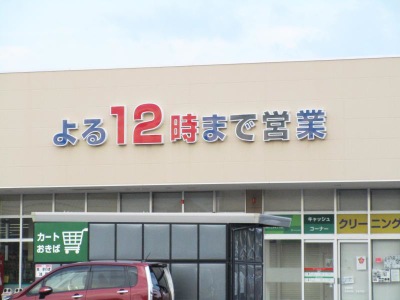 よる12時まで営業
カート
おきば
キャッシュ
コーナー
クリーニング